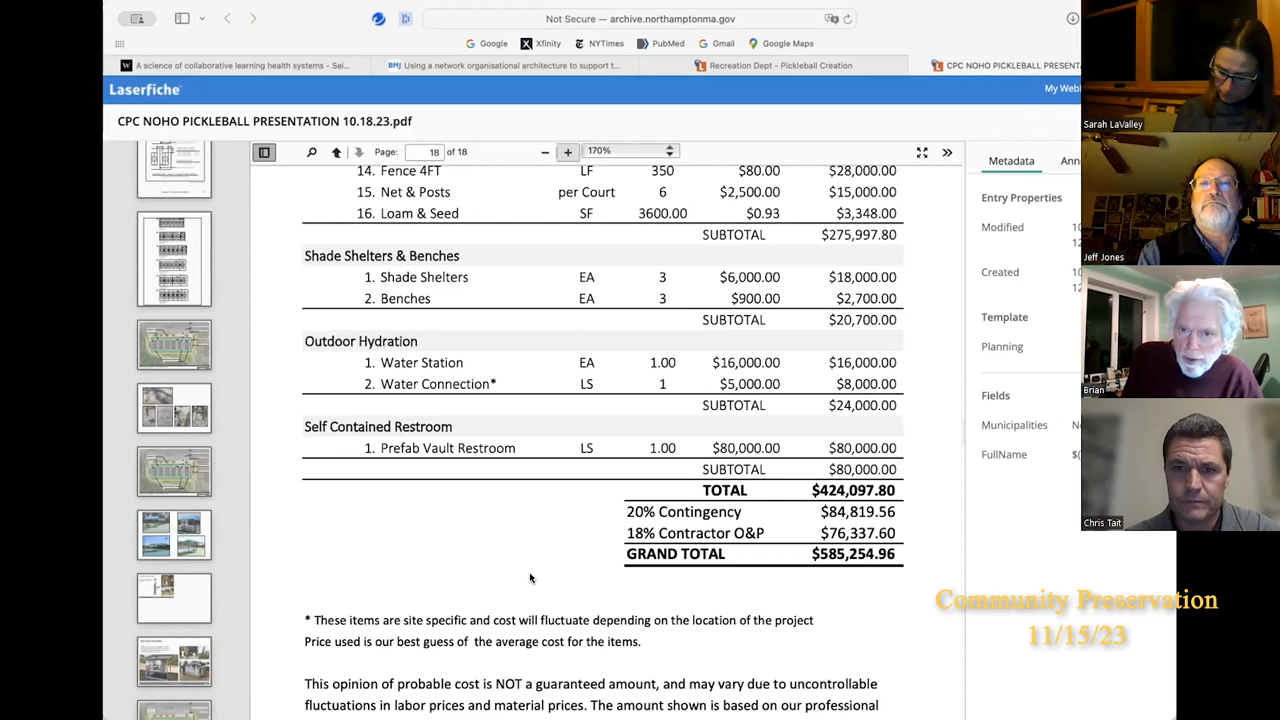 Not Secure — archive.northamptonma.gov
Google Xfinity NYTimes PubMed Gmail Google Maps
A science of collaborative learning health systems - Sei...
Using a network organisational architecture to support t...
Recreation Dept - Pickleball Creation
CPC NOHO PICKLEBALL PRESENTA
Laserfiche
My Webl
CPC NOHO PICKLEBALL PRESENTATION 10.18.23.pdf
Page: 18 of 18
170%
14. Fence 4FT LF 350 $80.00 $28,000.00
15. Net & Posts per Court 6 $2,500.00 $15,000.00
16. Loam & Seed SF 3600.00 $0.93 $3,348.00
SUBTOTAL $275,997.80
Shade Shelters & Benches
1. Shade Shelters EA 3 $6,000.00 $18,000.00
2. Benches EA 3 $900.00 $2,700.00
SUBTOTAL $20,700.00
Outdoor Hydration
1. Water Station EA 1.00 $16,000.00 $16,000.00
2. Water Connection* LS 1 $5,000.00 $8,000.00
SUBTOTAL $24,000.00
Self Contained Restroom
1. Prefab Vault Restroom LS 1.00 $80,000.00 $80,000.00
SUBTOTAL $80,000.00
TOTAL $424,097.80
20% Contingency $84,819.56
18% Contractor O&P $76,337.60
GRAND TOTAL $585,254.96
* These items are site specific and cost will fluctuate depending on the location of the project
Price used is our best guess of the average cost for the items.
This opinion of probable cost is NOT a guaranteed amount, and may vary due to uncontrollable
fluctuations in labor prices and material prices. The amount shown is based on our professional
Metadata
Ann
Entry Properties
Modified 10
12
Created 10
12
Template
Planning
Fields
Municipalities
FullName $(
Sarah LaValley
Jeff Jones
Brian
Chris Tait
Community Preservation
11/15/23